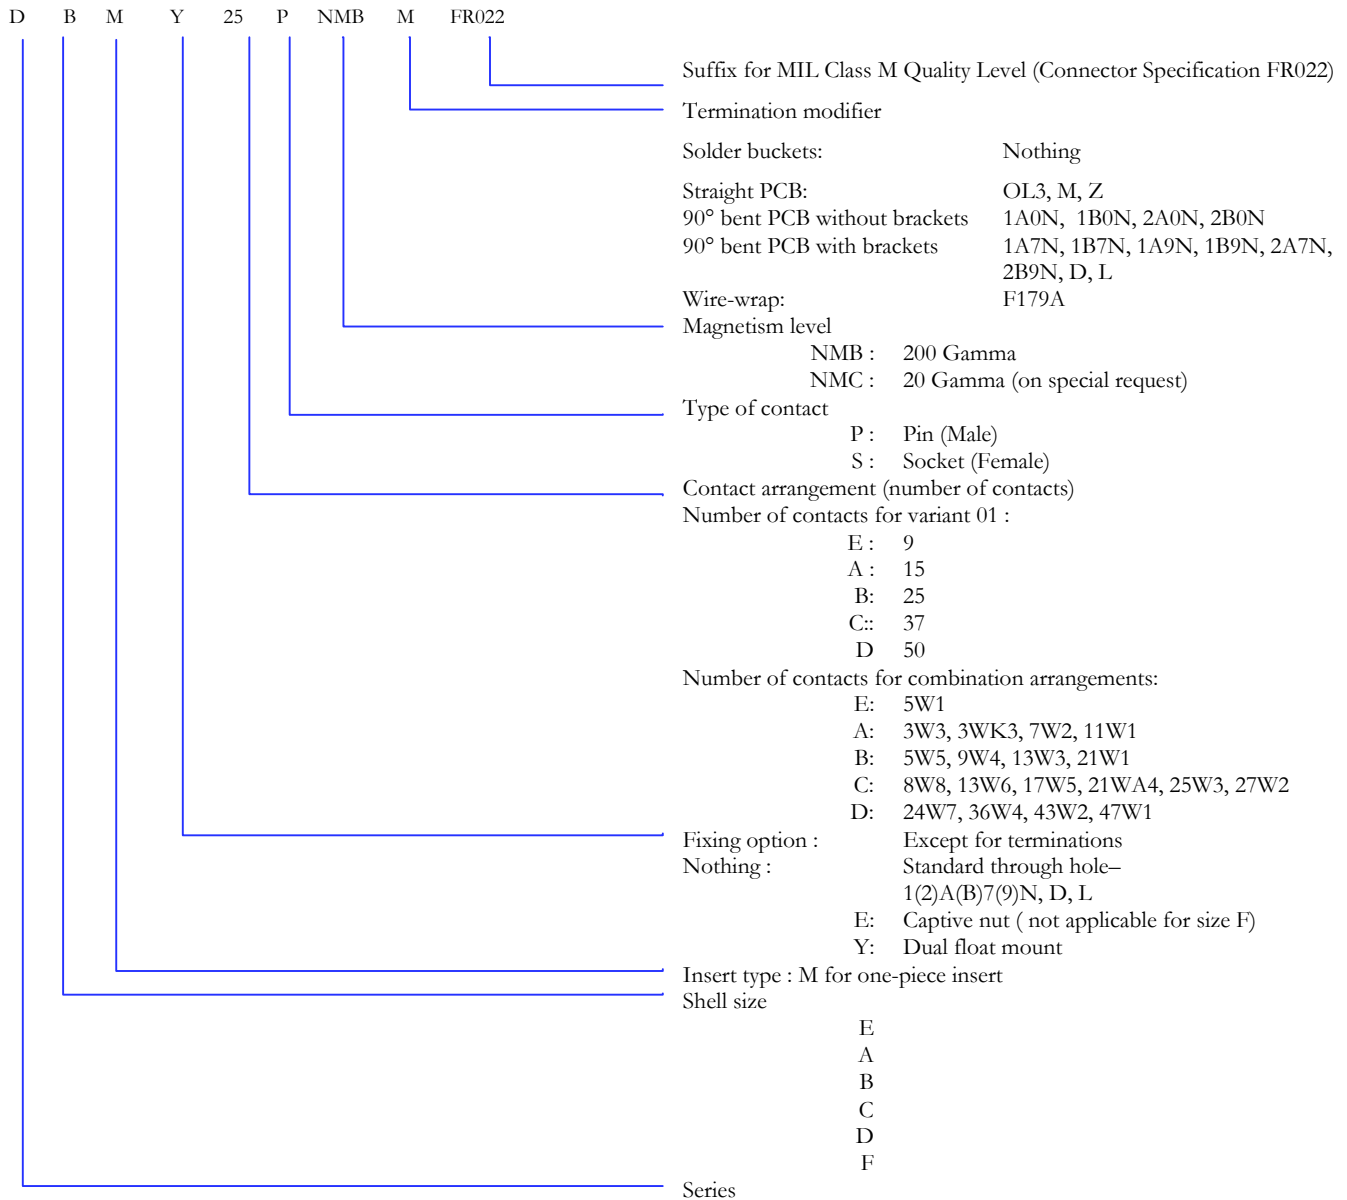 D B M Y 25 P NMB M FR022
Suffix for MIL Class M Quality Level (Connector Specification FR022)
Termination modifier
Solder buckets: Nothing
Straight PCB: OL3, M, Z
90° bent PCB without brackets 1A0N, 1B0N, 2A0N, 2B0N
90° bent PCB with brackets 1A7N, 1B7N, 1A9N, 1B9N, 2A7N,
2B9N, D, L
Wire-wrap: F179A
Magnetism level
NMB : 200 Gamma
NMC : 20 Gamma (on special request)
Type of contact
P : Pin (Male)
S : Socket (Female)
Contact arrangement (number of contacts)
Number of contacts for variant 01 :
E : 9
A : 15
B: 25
C:: 37
D 50
Number of contacts for combination arrangements:
E: 5W1
A: 3W3, 3WK3, 7W2, 11W1
B: 5W5, 9W4, 13W3, 21W1
C: 8W8, 13W6, 17W5, 21WA4, 25W3, 27W2
D: 24W7, 36W4, 43W2, 47W1
Fixing option : Except for terminations
Nothing : Standard through hole–
1(2)A(B)7(9)N, D, L
E: Captive nut ( not applicable for size F)
Y: Dual float mount
Insert type : M for one-piece insert
Shell size
E
A
B
C
D
F
Series